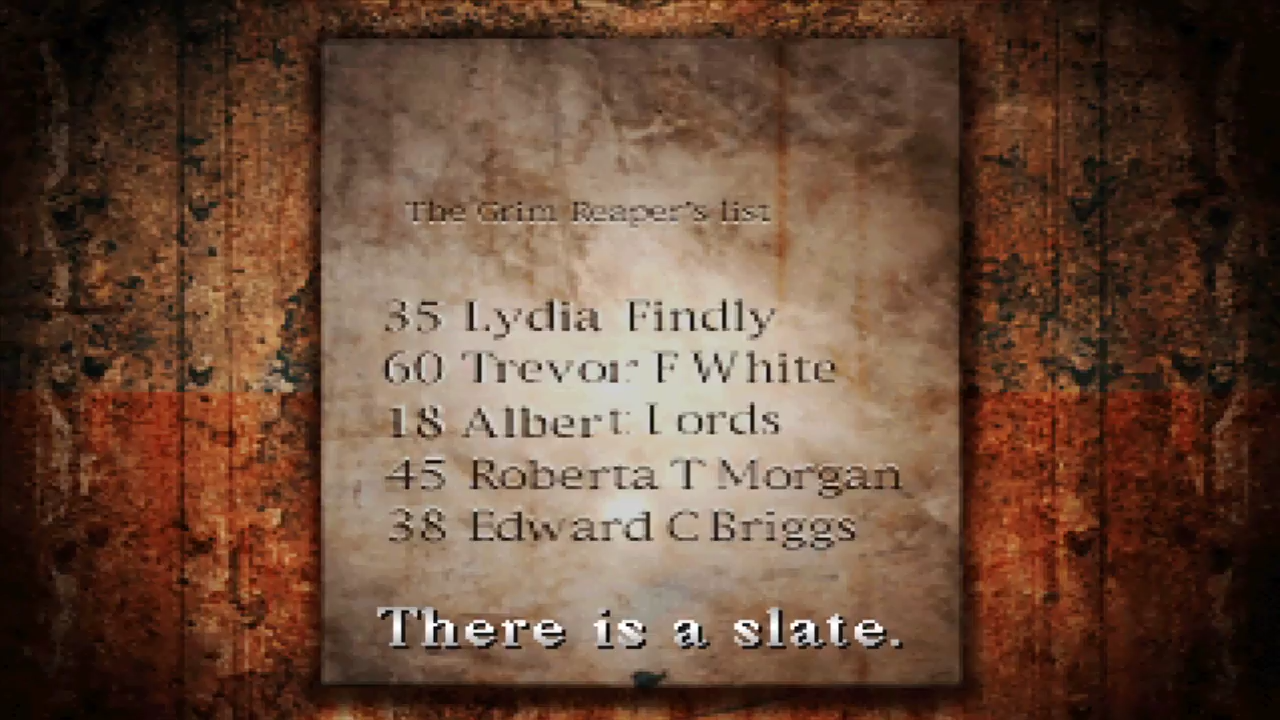 The Grim Reaper's list
35 Lydia Findly
60 Trevor F White
18 Albert Lords
45 Roberta T Morgan
38 Edward C Briggs
There is a slate.